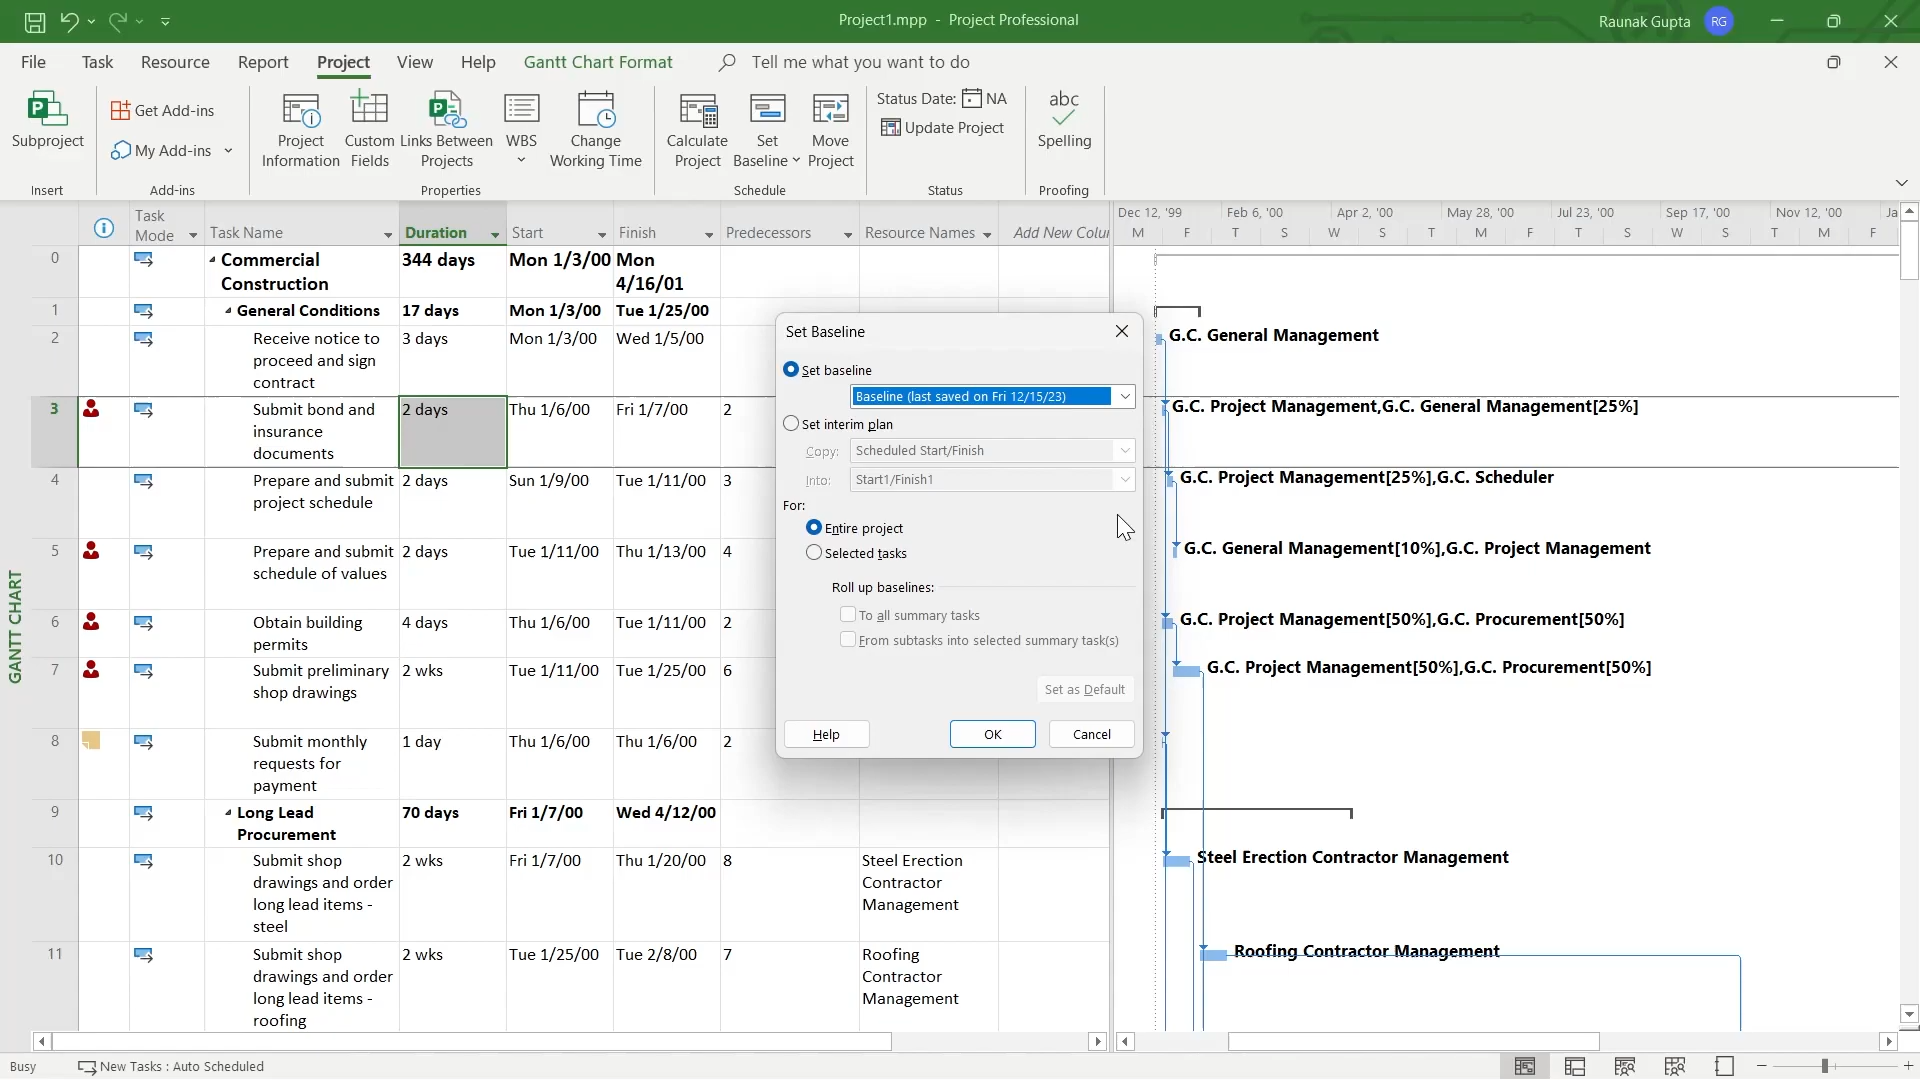 Project1.mpp - Project Professional
Raunak Gupta RG
File Task Resource Report Project View Help Gantt Chart Format Tell me what you want to do
Subproject
Insert
Get Add-ins
My Add-ins
Add-ins
Project Information
Custom Fields
Links Between Projects
WBS
Change Working Time
Properties
Calculate Project
Set Baseline
Move Project
Schedule
Status Date: NA
Update Project
Status
abc
Spelling
Proofing
Task Mode
Task Name
Duration
Start
Finish
Predecessors
Resource Names
Add New Colu
Dec 12, '99 Feb 6, '00 Apr 2, '00 May 28, '00 Jul 23, '00 Sep 17, '00 Nov 12, '00 Ja
M F T S W S T M F T S W S T M F
GANTT CHART
0 Commercial Construction 344 days Mon 1/3/00 Mon 4/16/01
1 General Conditions 17 days Mon 1/3/00 Tue 1/25/00
2 Receive notice to proceed and sign contract 3 days Mon 1/3/00 Wed 1/5/00
3 Submit bond and insurance documents 2 days Thu 1/6/00 Fri 1/7/00 2
4 Prepare and submit project schedule 2 days Sun 1/9/00 Tue 1/11/00 3
5 Prepare and submit schedule of values 2 days Tue 1/11/00 Thu 1/13/00 4
6 Obtain building permits 4 days Thu 1/6/00 Tue 1/11/00 2
7 Submit preliminary shop drawings 2 wks Tue 1/11/00 Tue 1/25/00 6
8 Submit monthly requests for payment 1 day Thu 1/6/00 Thu 1/6/00 2
9 Long Lead Procurement 70 days Fri 1/7/00 Wed 4/12/00
10 Submit shop drawings and order long lead items - steel 2 wks Fri 1/7/00 Thu 1/20/00 8 Steel Erection Contractor Management
11 Submit shop drawings and order long lead items - roofing 2 wks Tue 1/25/00 Tue 2/8/00 7 Roofing Contractor Management
Set Baseline
Set baseline
Baseline (last saved on Fri 12/15/23)
Set interim plan
Copy: Scheduled Start/Finish
Into: Start1/Finish1
For:
Entire project
Selected tasks
Roll up baselines:
To all summary tasks
From subtasks into selected summary task(s)
Set as Default
Help OK Cancel
G.C. General Management
G.C. Project Management,G.C. General Management[25%]
G.C. Project Management[25%],G.C. Scheduler
G.C. General Management[10%],G.C. Project Management
G.C. Project Management[50%],G.C. Procurement[50%]
G.C. Project Management[50%],G.C. Procurement[50%]
Steel Erection Contractor Management
Roofing Contractor Management
Busy New Tasks : Auto Scheduled